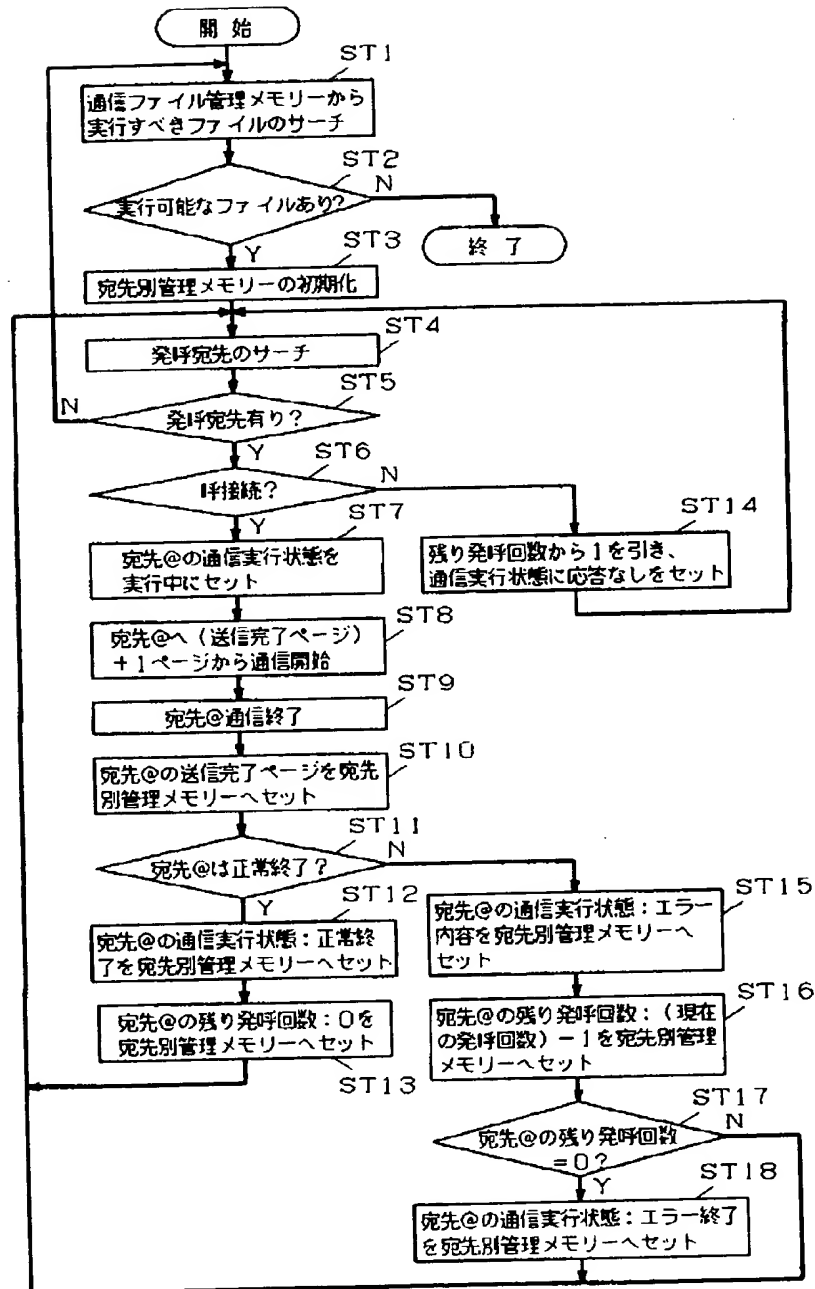 開始
ST1
通信ファイル管理メモリーから
実行すべきファイルのサーチ
ST2
実行可能なファイルあり?
N
Y
終了
ST3
宛先別管理メモリーの初期化
ST4
発呼宛先のサーチ
ST5
N
発呼宛先有り?
Y
ST6
呼接続?
N
Y
ST7
宛先@の通信実行状態を
実行中にセット
ST14
残り発呼回数から1を引き、
通信実行状態に応答なしをセット
ST8
宛先@へ(送信完了ページ)
+1ページから通信開始
ST9
宛先@通信終了
ST10
宛先@の送信完了ページを宛先
別管理メモリーへセット
ST11
宛先@は正常終了?
N
Y
ST12
宛先@の通信実行状態:正常終
了を宛先別管理メモリーへセット
宛先@の残り発呼回数:0を
宛先別管理メモリーへセット
ST13
ST15
宛先@の通信実行状態:エラー
内容を宛先別管理メモリーへ
セット
ST16
宛先@の残り発呼回数:(現在
の発呼回数)-1を宛先別管理
メモリーへセット
ST17
宛先@の残り発呼回数
=0?
N
Y
ST18
宛先@の通信実行状態:エラー終了
を宛先別管理メモリーへセット